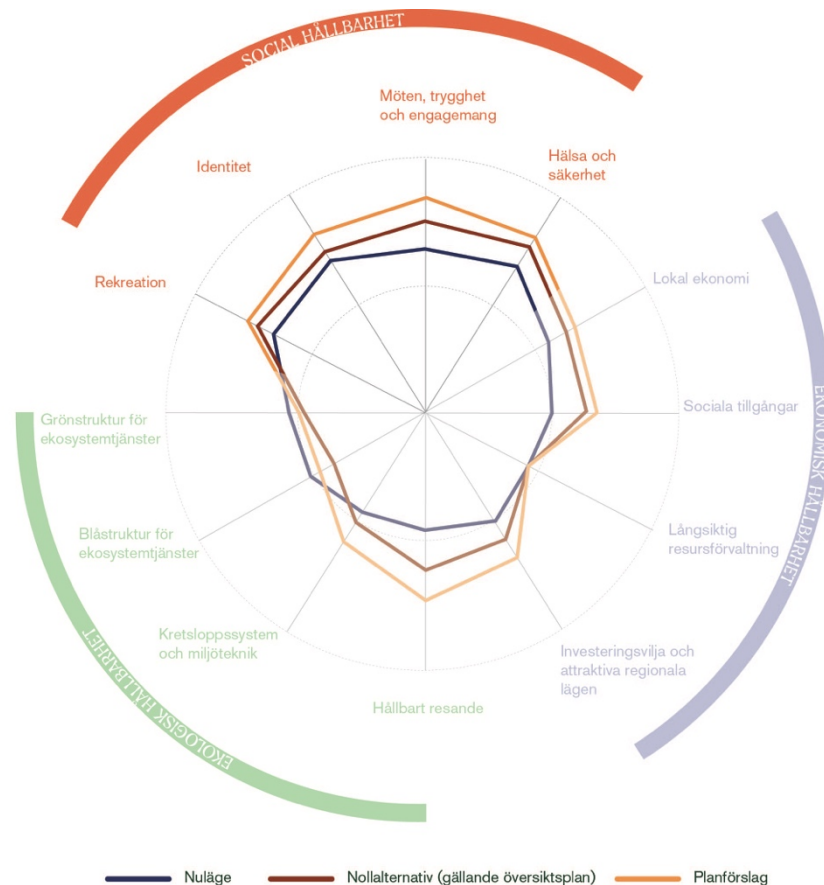 SOCIAL HÅLLBARHET
Möten, trygghet
och engagemang
Identitet
Hälsa och
säkerhet
Rekreation
Lokal ekonomi
Sociala tillgångar
EKONOMISK HÅLLBARHET
Grönstruktur för
ekosystemtjänster
Långsiktig
resursförvaltning
Blåstruktur för
ekosystemtjänster
Kretsloppssystem
och miljöteknik
Investeringsvilja och
attraktiva regionala
lägen
EKOLOGISK HÅLLBARHET
Hållbart resande
Nuläge
Nollalternativ (gällande översiktsplan)
Planförslag